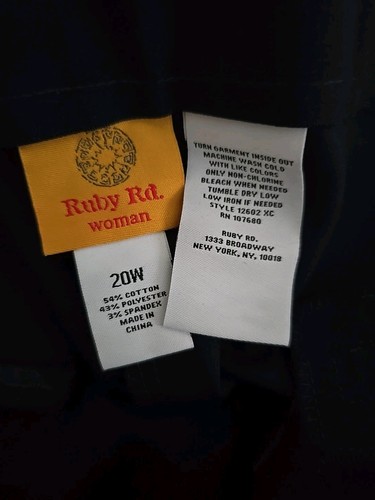 Ruby Rd.
woman
20W
54% COTTON
43% POLYESTER
3% SPANDEX
MADE IN
CHINA
TURN GARMENT INSIDE OUT
MACHINE WASH COLD
WITH LIKE COLORS
ONLY NON-CHLORINE
BLEACH WHEN NEEDED
TUMBLE DRY LOW
LOW IRON IF NEEDED
STYLE 12602 XC
RN 107680
RUBY RD.
1333 BROADWAY
NEW YORK, NY, 10018